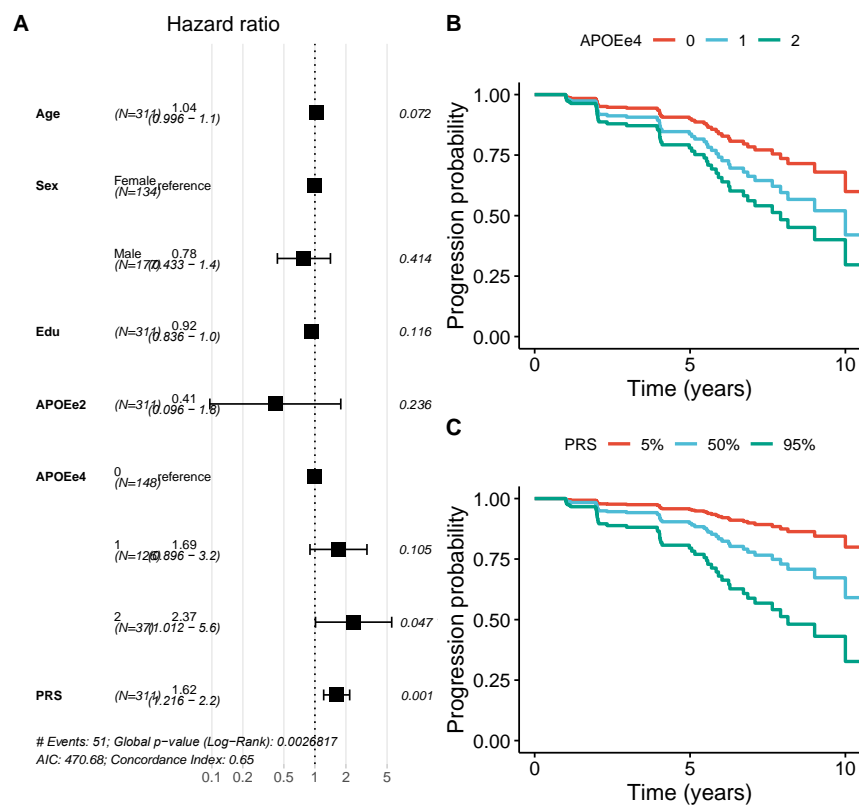 A
Hazard ratio
Age (N=311) 1.04 0.072
(0.996 − 1.1)
Sex Female reference
(N=134)
Male 0.78 0.414
(N=177) (0.433 − 1.4)
Edu (N=311) 0.92 0.116
(0.836 − 1.0)
APOEe2 (N=311) 0.41 0.236
(0.096 − 1.8)
APOEe4 0 reference
(N=148)
1 1.69 0.105
(N=126) (0.896 − 3.2)
2 2.37 0.047
(N=37) (1.012 − 5.6)
PRS (N=311) 1.62 0.001
(1.216 − 2.2)
# Events: 51; Global p−value (Log−Rank): 0.0026817
AIC: 470.68; Concordance Index: 0.65
0.1 0.2 0.5 1 2 5
B
APOEe4 0 1 2
Progression probability
1.00
0.75
0.50
0.25
0.00
0 5 10
Time (years)
C
PRS 5% 50% 95%
Progression probability
1.00
0.75
0.50
0.25
0.00
0 5 10
Time (years)